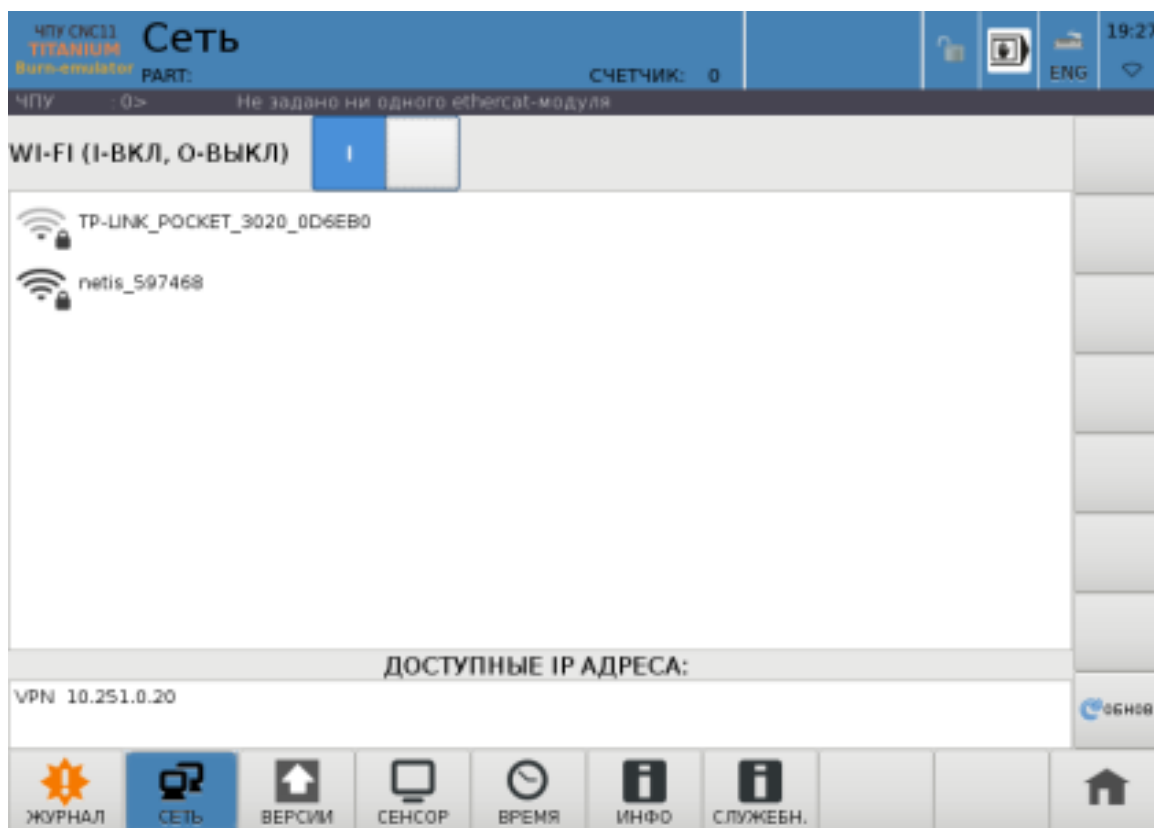 ЧПУ CNC11
TITANIUM
Burn-emulator
Сеть
PART:
СЧЕТЧИК: 0
ENG
19:27
ЧПУ :0> Не задано ни одного ethercat-модуля
WI-FI (I-ВКЛ, O-ВЫКЛ)
I
TP-LINK_POCKET_3020_0D6EB0
netis_597468
ДОСТУПНЫЕ IP АДРЕСА:
VPN 10.251.0.20
ОБНОВ
ЖУРНАЛ
СЕТЬ
ВЕРСИИ
СЕНСОР
ВРЕМЯ
ИНФО
СЛУЖЕБН.